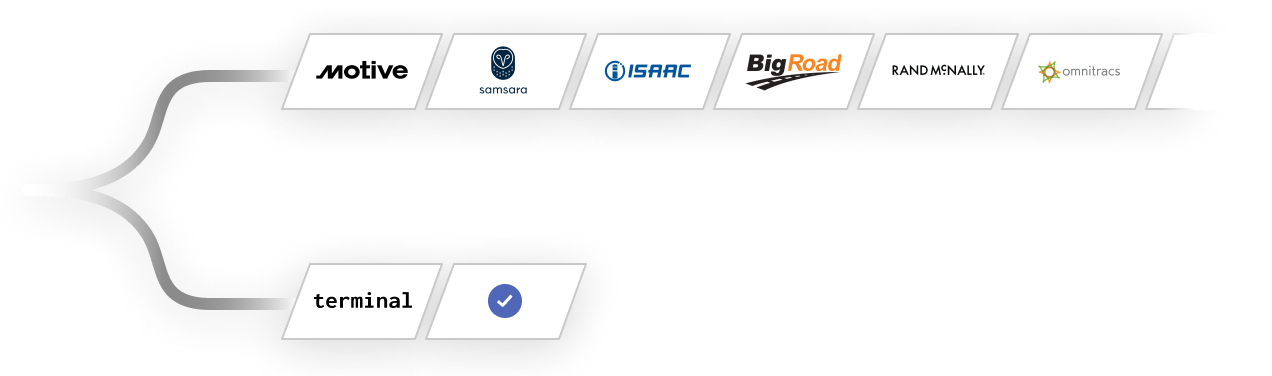 motive
samsara
ISAAC
BigRoad
RAND MCNALLY
omnitracs
terminal